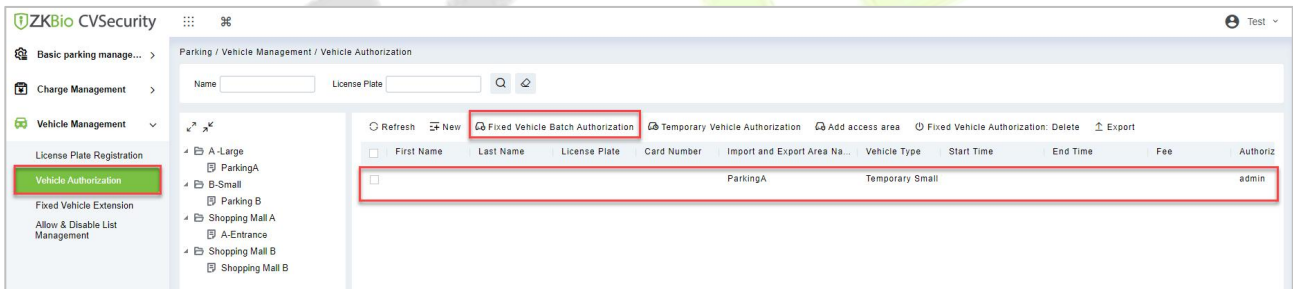 ZKBio CVSecurity
Test
Basic parking manage...
Charge Management
Vehicle Management
License Plate Registration
Vehicle Authorization
Fixed Vehicle Extension
Allow & Disable List
Management
Parking / Vehicle Management / Vehicle Authorization
Name License Plate
A-Large
ParkingA
B-Small
Parking B
Shopping Mall A
A-Entrance
Shopping Mall B
Shopping Mall B
Refresh New Fixed Vehicle Batch Authorization Temporary Vehicle Authorization Add access area Fixed Vehicle Authorization: Delete Export
First Name Last Name License Plate Card Number Import and Export Area Na... Vehicle Type Start Time End Time Fee Authoriz
ParkingA Temporary Small admin